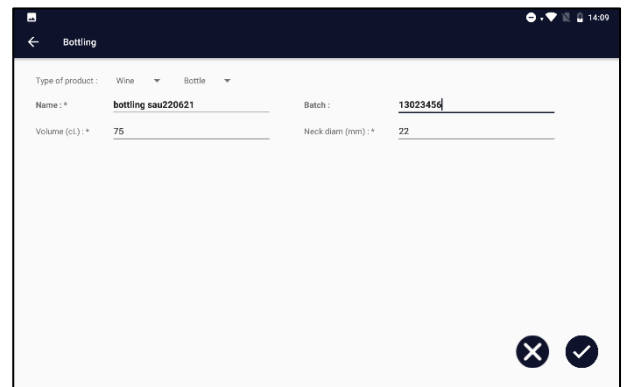 14:09
Bottling
Type of product : Wine Bottle
Name : * bottling sau220621 Batch : 13023456
Volume (cl.) : * 75 Neck diam (mm) : * 22